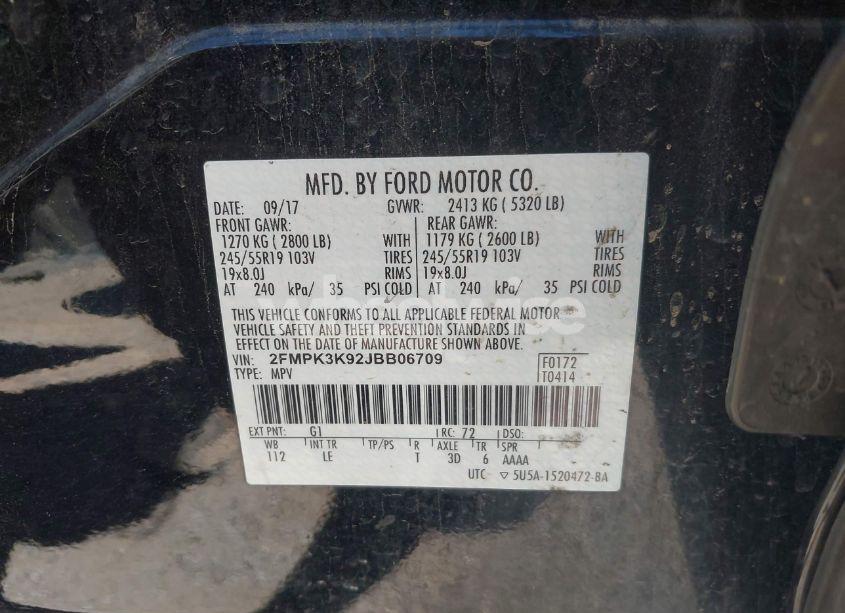 MFD. BY FORD MOTOR CO.
DATE: 09/17 GVWR: 2413 KG ( 5320 LB)
FRONT GAWR: REAR GAWR:
1270 KG ( 2800 LB) WITH 1179 KG ( 2600 LB) WITH
245/55R19 103V TIRES 245/55R19 103V TIRES
19x8.0J RIMS 19x8.0J RIMS
AT 240 kPa/ 35 PSI COLD AT 240 kPa/ 35 PSI COLD
THIS VEHICLE CONFORMS TO ALL APPLICABLE FEDERAL MOTOR
VEHICLE SAFETY AND THEFT PREVENTION STANDARDS IN
EFFECT ON THE DATE OF MANUFACTURE SHOWN ABOVE.
VIN: 2FMPK3K92JBB06709 F0172
TYPE: MPV T0414
EXT PNT: G1 RC: 72 DSO:
WB INT TR TP/PS R AXLE TR SPR
112 LE T 3D 6 AAAA
UTC ▽ 5U5A-1520472-BA